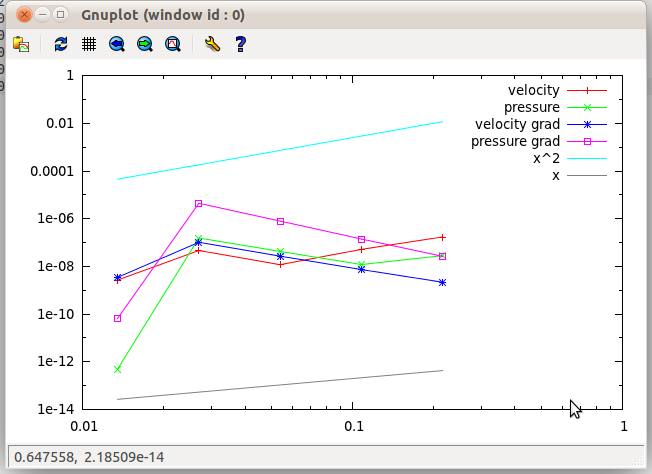 Gnuplot (window id : 0)
1
0.01
0.0001
1e-06
1e-08
1e-10
1e-12
1e-14
0.01
0.1
1
velocity
pressure
velocity grad
pressure grad
x^2
x
0.647558, 2.18509e-14